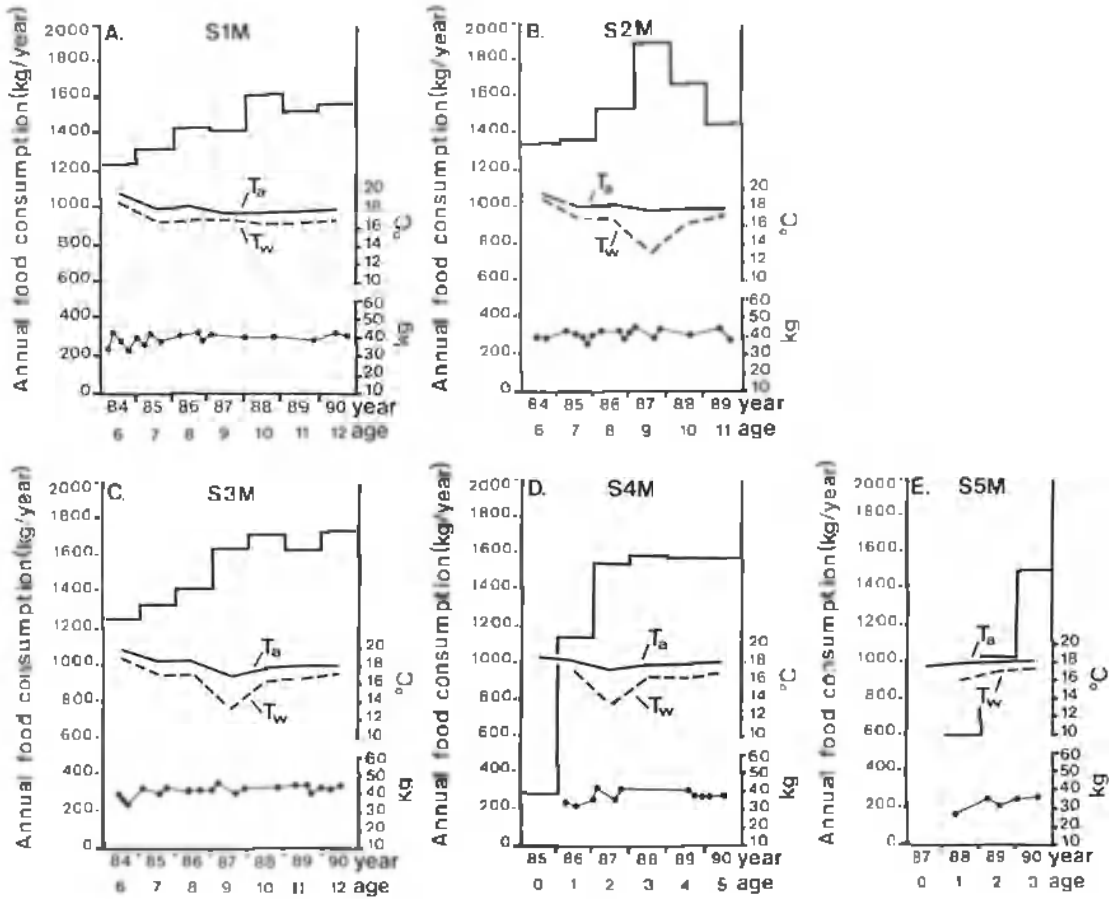 A. S1M
Annual food consumption(kg/year)
2000
1800
1600
1400
1200
1000
800
600
400
200
0
Ta
Tw
20
18
16
14
12
10
°C
60
50
40
30
20
10
kg
84 85 86 87 88 89 90 year
6 7 8 9 10 11 12 age
B. S2M
Annual food consumption(kg/year)
2000
1800
1600
1400
1200
1000
800
600
400
200
0
Ta
Tw
20
18
16
14
12
10
°C
60
50
40
30
20
10
kg
84 85 86 87 88 89 year
6 7 8 9 10 11 age
C. S3M
Annual food consumption(kg/year)
2000
1800
1600
1400
1200
1000
800
600
400
200
0
Ta
Tw
20
18
16
14
12
10
°C
60
50
40
30
20
10
kg
84 85 86 87 88 89 90 year
6 7 8 9 10 11 12 age
D. S4M
Annual food consumption(kg/year)
2000
1800
1600
1400
1200
1000
800
600
400
200
0
Ta
Tw
20
18
16
14
12
10
°C
60
50
40
30
20
10
kg
85 86 87 88 89 90 year
0 1 2 3 4 5 age
E. S5M
Annual food consumption(kg/year)
2000
1800
1600
1400
1200
1000
800
600
400
200
0
Ta
Tw
20
18
16
14
12
10
°C
60
50
40
30
20
10
kg
87 88 89 90 year
0 1 2 3 age